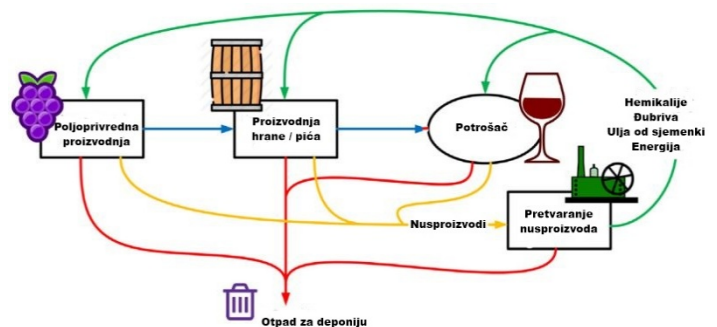 Poljoprivredna
proizvodnja
Proizvodnja
hrane / pića
Potrošač
Hemikalije
Đubriva
Ulja od sjemenki
Energija
Nusproizvodi
Pretvaranje
nusproizvoda
Otpad za deponiju